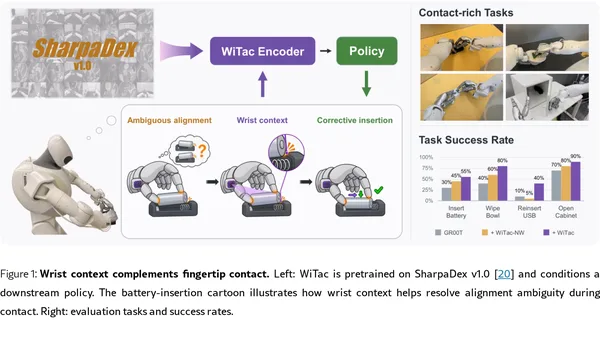 SharpaDex
v1.0
WiTac Encoder
Policy
Contact-rich Tasks
Ambiguous alignment
Wrist context
Corrective insertion
?
Task Success Rate
100%
75%
50%
25%
0%
30%
45%
55%
40%
60%
80%
10%
5%
40%
70%
80%
90%
Insert Battery
Wipe Bowl
Reinsert USB
Open Cabinet
GR00T
+ WiTac-NW
+ WiTac
Figure 1: Wrist context complements fingertip contact. Left: WiTac is pretrained on SharpaDex v1.0 [20] and conditions a
downstream policy. The battery-insertion cartoon illustrates how wrist context helps resolve alignment ambiguity during
contact. Right: evaluation tasks and success rates.